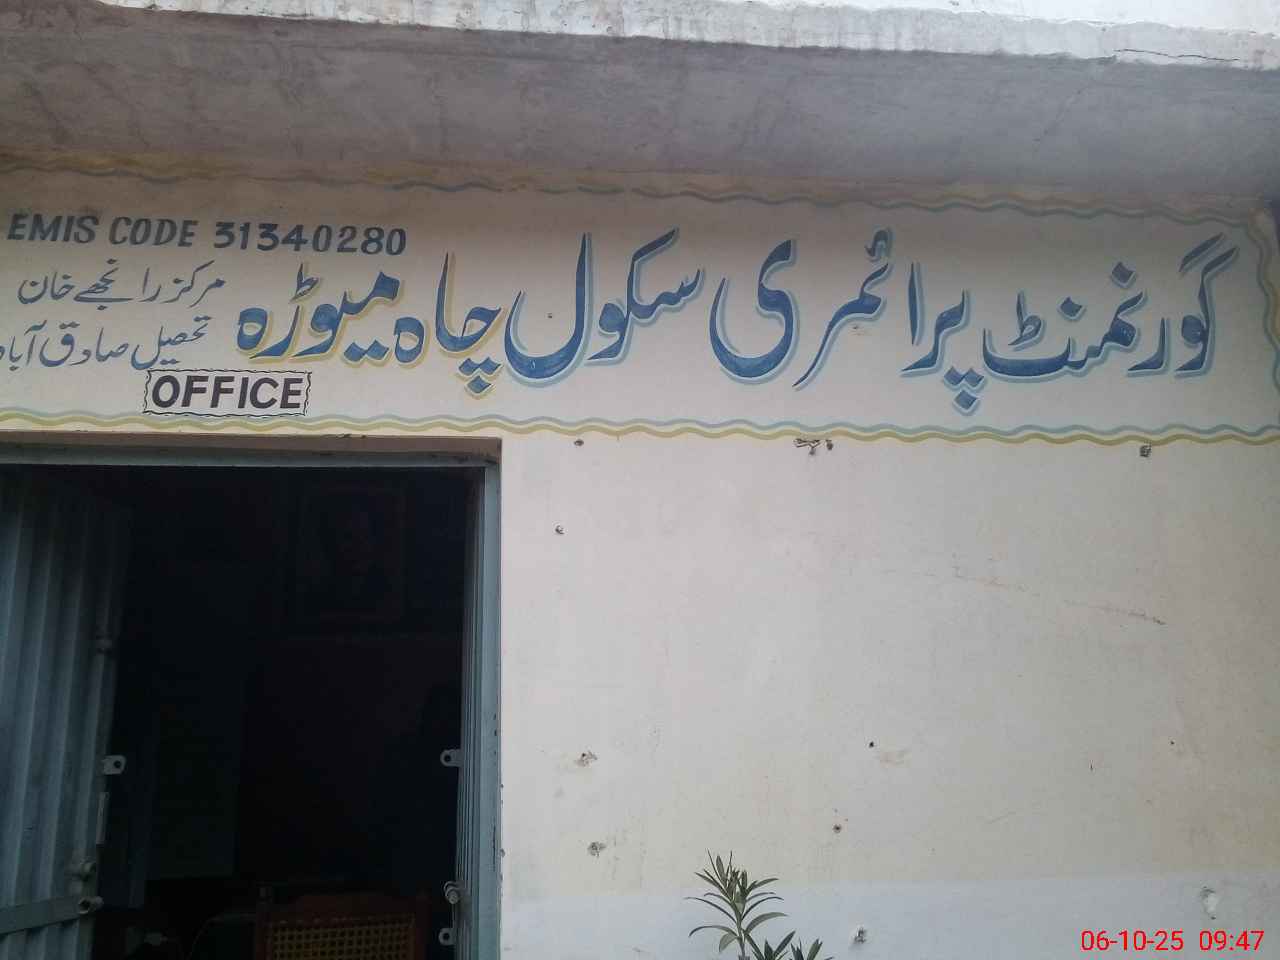 گورنمنٹ پرائمری سکول چاہ میوڑہ
EMIS CODE 31340280
مرکز رانجھے خان
تحصیل صادق آباد
OFFICE
06-10-25 09:47